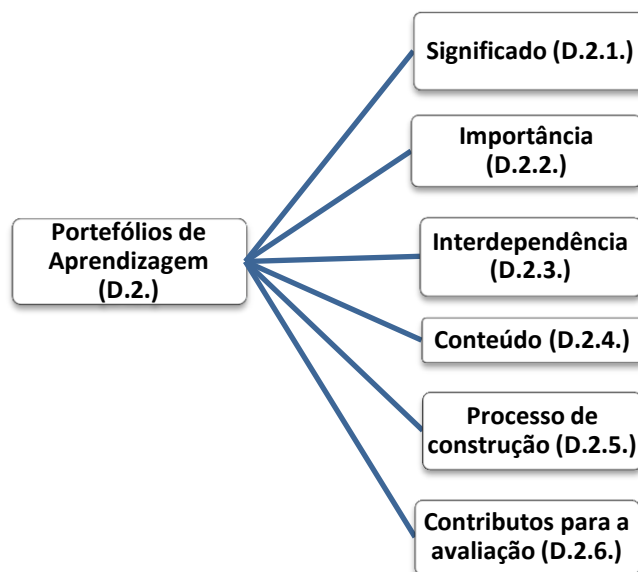 Significado (D.2.1.)
Importância
(D.2.2.)
Portefólios de
Aprendizagem
(D.2.)
Interdependência
(D.2.3.)
Conteúdo (D.2.4.)
Processo de
construção (D.2.5.)
Contributos para a
avaliação (D.2.6.)